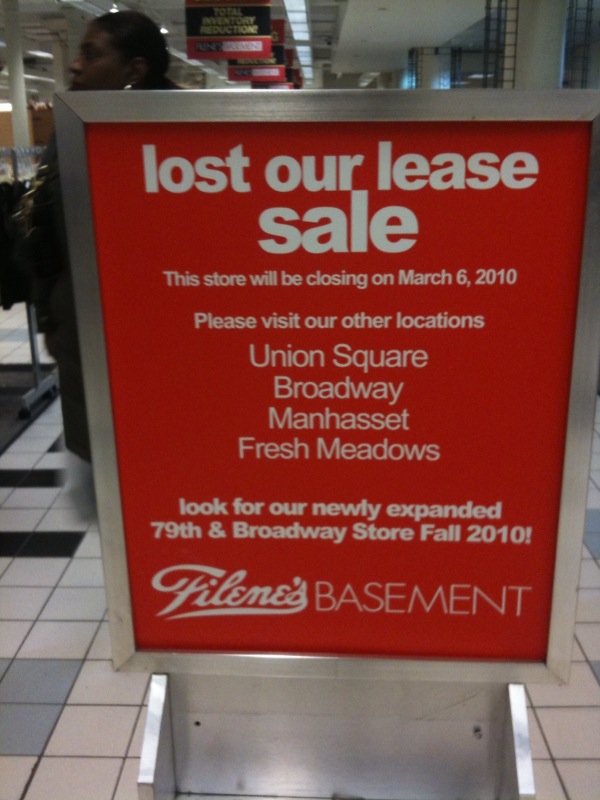 TOTAL
INVENTORY
REDUCTION!
lost our lease
sale
This store will be closing on March 6, 2010
Please visit our other locations
Union Square
Broadway
Manhasset
Fresh Meadows
look for our newly expanded
79th & Broadway Store Fall 2010!
Filene's BASEMENT